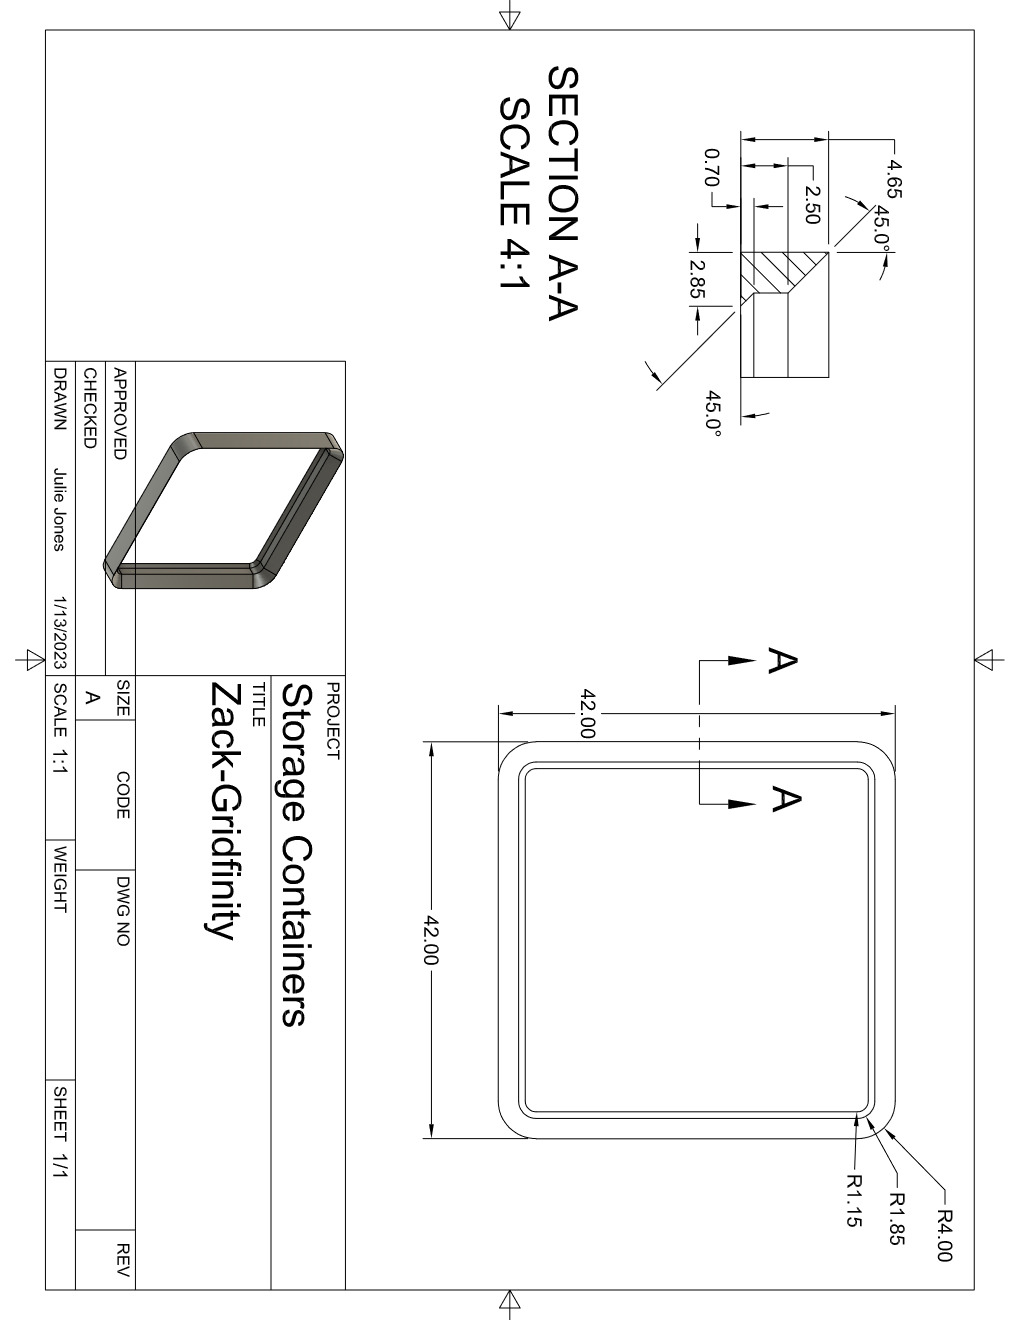 R4.00
R1.85
R1.15
4.65
45.0°
2.50
0.70
2.85
45.0°
A A
42.00
42.00
SECTION A-A
SCALE 4:1
PROJECT
Storage Containers
TITLE
Zack-Gridfinity
APPROVED
CHECKED
DRAWN Julie Jones 1/13/2023
SIZE A
CODE
DWG NO
REV
SCALE 1:1
WEIGHT
SHEET 1/1